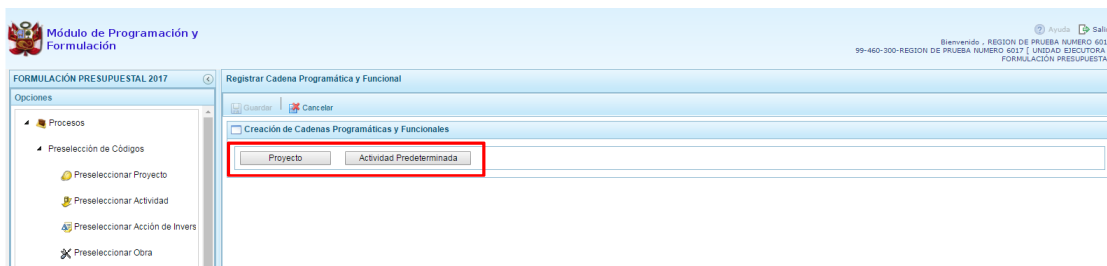 Módulo de Programación y
Formulación
Ayuda Salir
Bienvenido , REGION DE PRUEBA NUMERO 601
99-460-300-REGION DE PRUEBA NUMERO 6017 [ UNIDAD EJECUTORA
FORMULACIÓN PRESUPUESTA
FORMULACIÓN PRESUPUESTAL 2017
Registrar Cadena Programática y Funcional
Opciones
Guardar Cancelar
Procesos
Creación de Cadenas Programáticas y Funcionales
Preselección de Códigos
Proyecto Actividad Predeterminada
Preseleccionar Proyecto
Preseleccionar Actividad
Preseleccionar Acción de Invers
Preseleccionar Obra